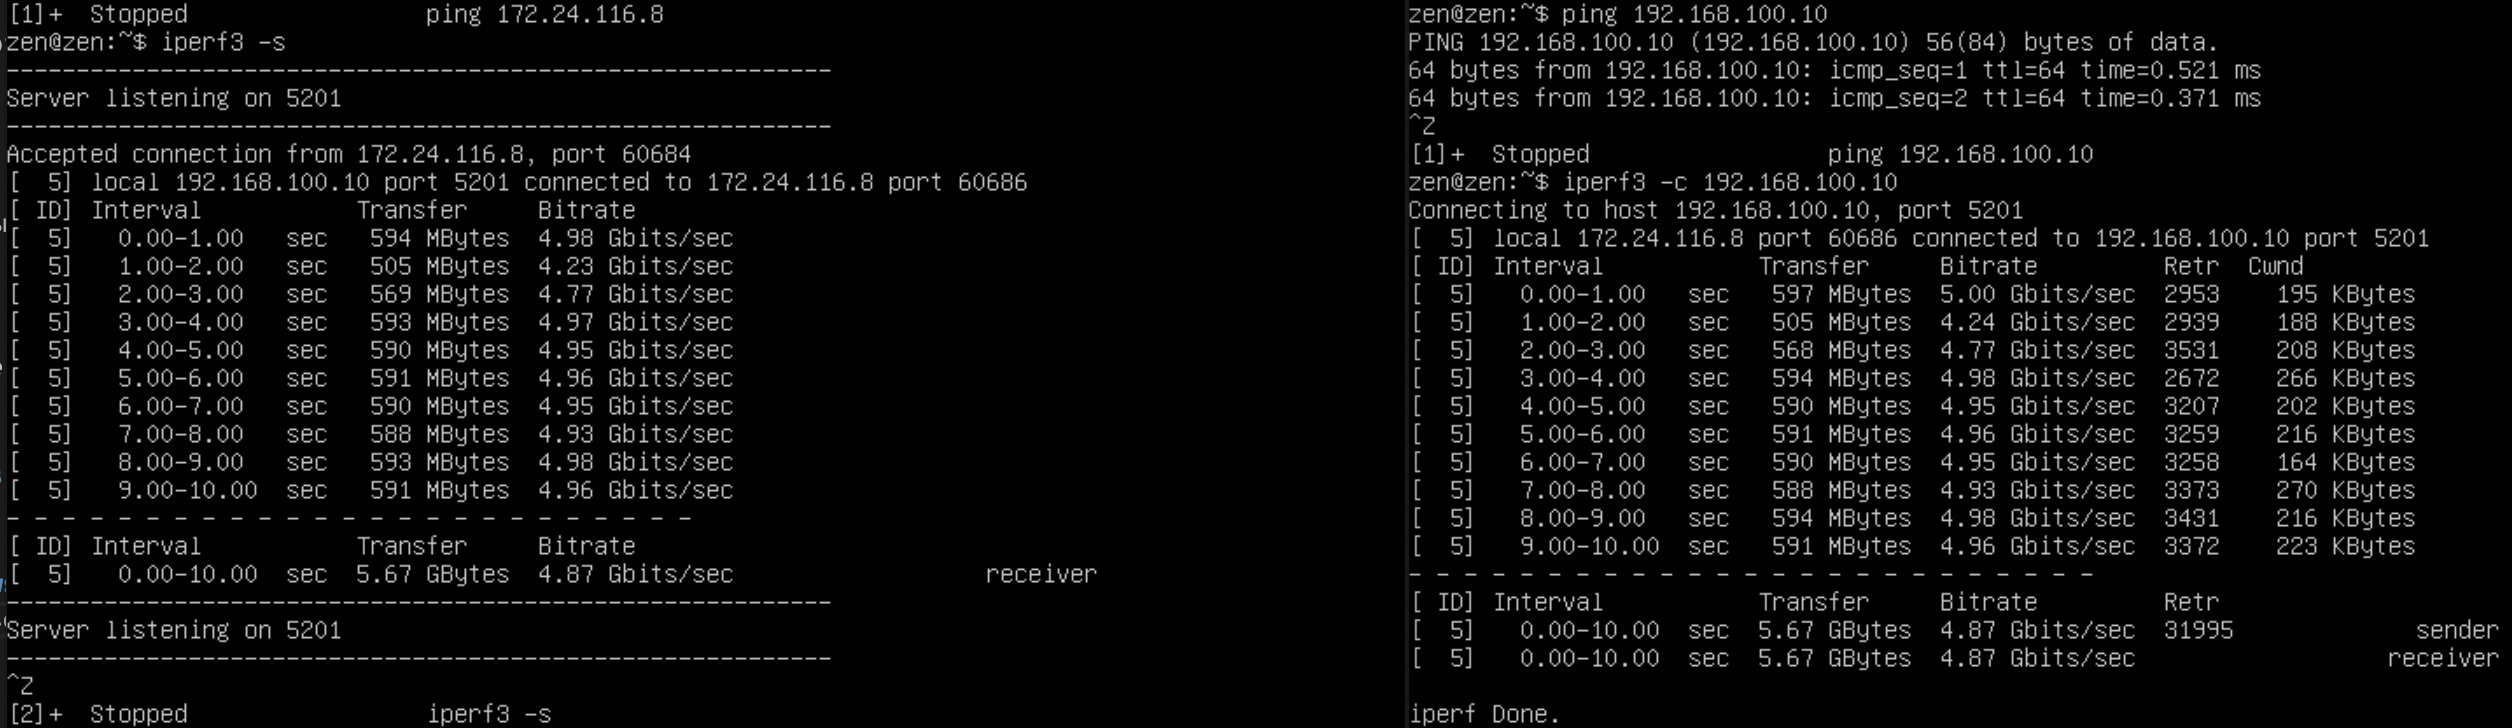 [1]+  Stopped                 ping 172.24.116.8
zen@zen:~$ iperf3 -s
-----------------------------------------------------------
Server listening on 5201
-----------------------------------------------------------
Accepted connection from 172.24.116.8, port 60684
[  5] local 192.168.100.10 port 5201 connected to 172.24.116.8 port 60686
[ ID] Interval           Transfer     Bitrate
[  5]   0.00-1.00   sec   594 MBytes  4.98 Gbits/sec
[  5]   1.00-2.00   sec   505 MBytes  4.23 Gbits/sec
[  5]   2.00-3.00   sec   569 MBytes  4.77 Gbits/sec
[  5]   3.00-4.00   sec   593 MBytes  4.97 Gbits/sec
[  5]   4.00-5.00   sec   590 MBytes  4.95 Gbits/sec
[  5]   5.00-6.00   sec   591 MBytes  4.96 Gbits/sec
[  5]   6.00-7.00   sec   590 MBytes  4.95 Gbits/sec
[  5]   7.00-8.00   sec   588 MBytes  4.93 Gbits/sec
[  5]   8.00-9.00   sec   593 MBytes  4.98 Gbits/sec
[  5]   9.00-10.00  sec   591 MBytes  4.96 Gbits/sec
- - - - - - - - - - - - - - - - - - - - - - - - -
[ ID] Interval           Transfer     Bitrate
[  5]   0.00-10.00  sec  5.67 GBytes  4.87 Gbits/sec                  receiver
-----------------------------------------------------------
Server listening on 5201
-----------------------------------------------------------
^Z
[2]+  Stopped                 iperf3 -s
zen@zen:~$ ping 192.168.100.10
PING 192.168.100.10 (192.168.100.10) 56(84) bytes of data.
64 bytes from 192.168.100.10: icmp_seq=1 ttl=64 time=0.521 ms
64 bytes from 192.168.100.10: icmp_seq=2 ttl=64 time=0.371 ms
^Z
[1]+  Stopped                 ping 192.168.100.10
zen@zen:~$ iperf3 -c 192.168.100.10
Connecting to host 192.168.100.10, port 5201
[  5] local 172.24.116.8 port 60686 connected to 192.168.100.10 port 5201
[ ID] Interval           Transfer     Bitrate         Retr  Cwnd
[  5]   0.00-1.00   sec   597 MBytes  5.00 Gbits/sec  2953    195 KBytes
[  5]   1.00-2.00   sec   505 MBytes  4.24 Gbits/sec  2939    188 KBytes
[  5]   2.00-3.00   sec   568 MBytes  4.77 Gbits/sec  3531    208 KBytes
[  5]   3.00-4.00   sec   594 MBytes  4.98 Gbits/sec  2672    266 KBytes
[  5]   4.00-5.00   sec   590 MBytes  4.95 Gbits/sec  3207    202 KBytes
[  5]   5.00-6.00   sec   591 MBytes  4.96 Gbits/sec  3259    216 KBytes
[  5]   6.00-7.00   sec   590 MBytes  4.95 Gbits/sec  3258    164 KBytes
[  5]   7.00-8.00   sec   588 MBytes  4.93 Gbits/sec  3373    270 KBytes
[  5]   8.00-9.00   sec   594 MBytes  4.98 Gbits/sec  3431    216 KBytes
[  5]   9.00-10.00  sec   591 MBytes  4.96 Gbits/sec  3372    223 KBytes
- - - - - - - - - - - - - - - - - - - - - - - - -
[ ID] Interval           Transfer     Bitrate         Retr
[  5]   0.00-10.00  sec  5.67 GBytes  4.87 Gbits/sec  31995             sender
[  5]   0.00-10.00  sec  5.67 GBytes  4.87 Gbits/sec                  receiver
iperf Done.